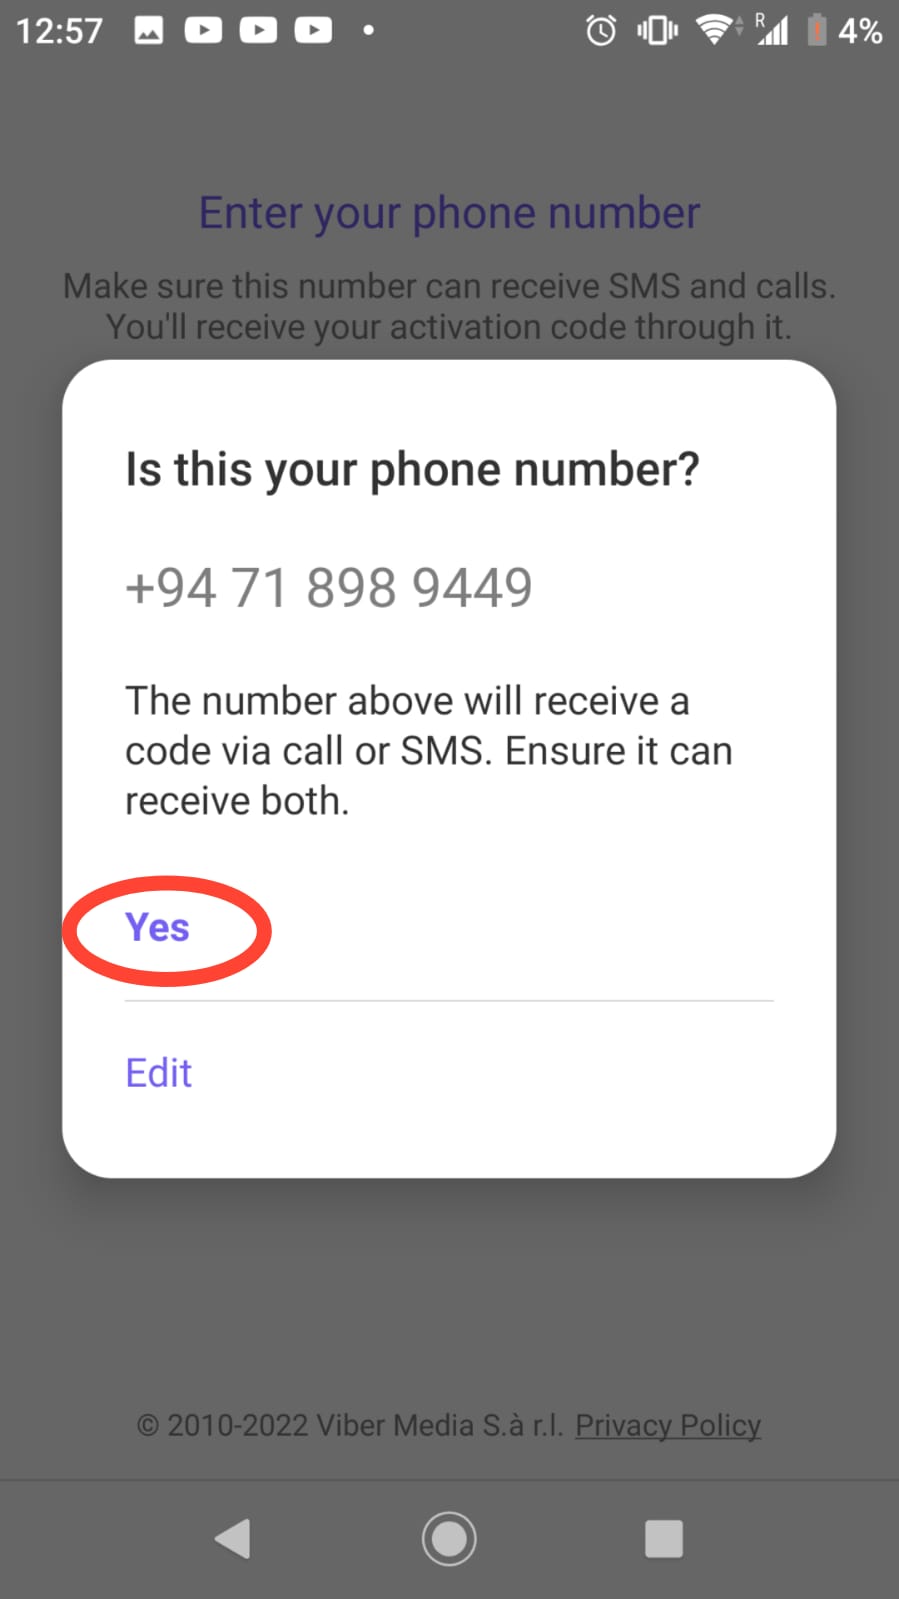 12:57 R 4%
Enter your phone number
Make sure this number can receive SMS and calls.
You'll receive your activation code through it.
Is this your phone number?
+94 71 898 9449
The number above will receive a
code via call or SMS. Ensure it can
receive both.
Yes
Edit
© 2010-2022 Viber Media S.à r.l. Privacy Policy